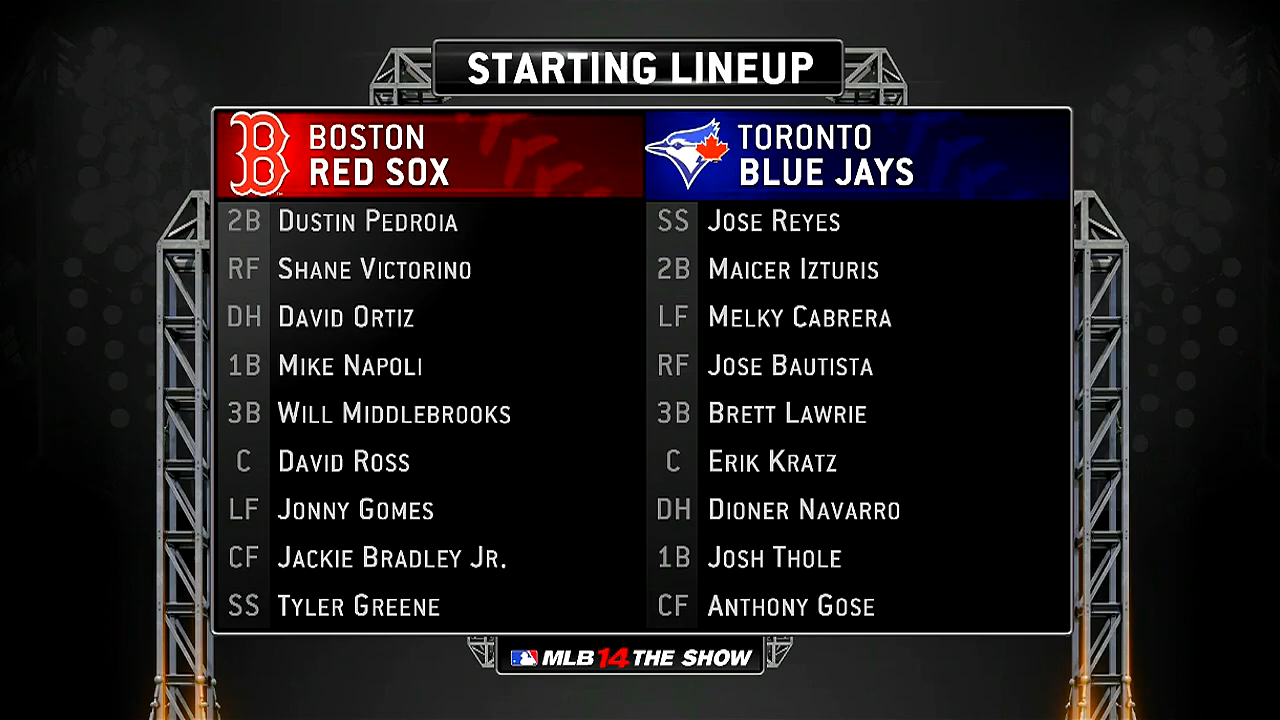 STARTING LINEUP
BOSTON
RED SOX
2B DUSTIN PEDROIA
RF SHANE VICTORINO
DH DAVID ORTIZ
1B MIKE NAPOLI
3B WILL MIDDLEBROOKS
C DAVID ROSS
LF JONNY GOMES
CF JACKIE BRADLEY JR.
SS TYLER GREENE
TORONTO
BLUE JAYS
SS JOSE REYES
2B MAICER IZTURIS
LF MELKY CABRERA
RF JOSE BAUTISTA
3B BRETT LAWRIE
C ERIK KRATZ
DH DIONER NAVARRO
1B JOSH THOLE
CF ANTHONY GOSE
MLB 14 THE SHOW